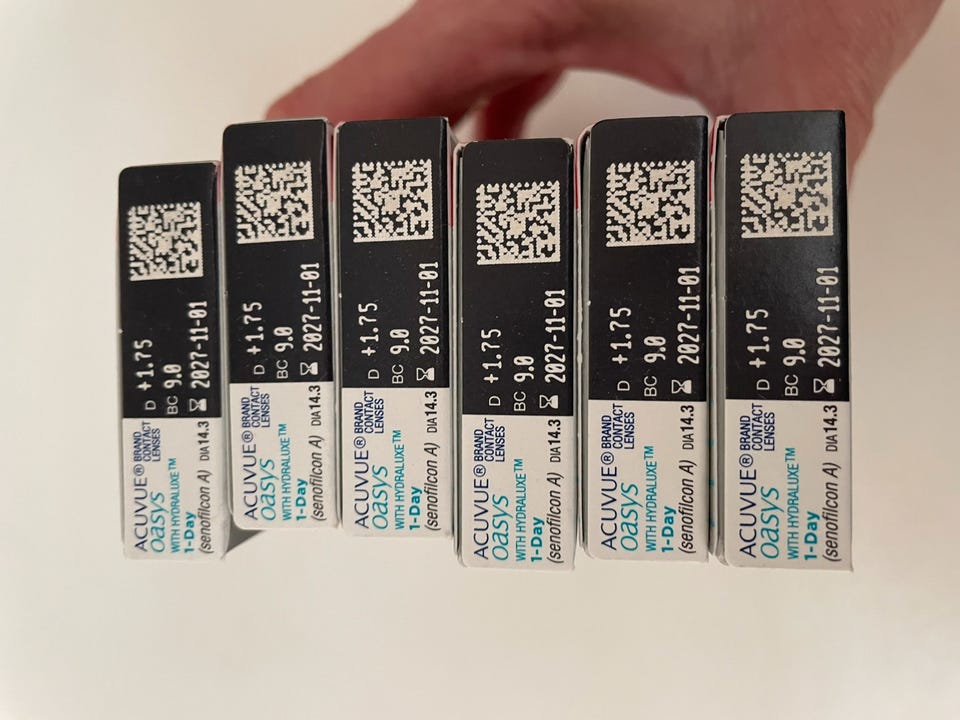 ACUVUE®
BRAND
CONTACT
LENSES
oasys
WITH HYDRALUXE™
1-Day
(senofilcon A) DIA14.3
D +1.75
BC 9.0
2027-11-01
ACUVUE®
BRAND
CONTACT
LENSES
oasys
WITH HYDRALUXE™
1-Day
(senofilcon A) DIA14.3
D +1.75
BC 9.0
2027-11-01
ACUVUE®
BRAND
CONTACT
LENSES
oasys
WITH HYDRALUXE™
1-Day
(senofilcon A) DIA14.3
D +1.75
BC 9.0
2027-11-01
ACUVUE®
BRAND
CONTACT
LENSES
oasys
WITH HYDRALUXE™
1-Day
(senofilcon A) DIA14.3
D +1.75
BC 9.0
2027-11-01
ACUVUE®
BRAND
CONTACT
LENSES
oasys
WITH HYDRALUXE™
1-Day
(senofilcon A) DIA14.3
D +1.75
BC 9.0
2027-11-01
ACUVUE®
BRAND
CONTACT
LENSES
oasys
WITH HYDRALUXE™
1-Day
(senofilcon A) DIA14.3
D +1.75
BC 9.0
2027-11-01